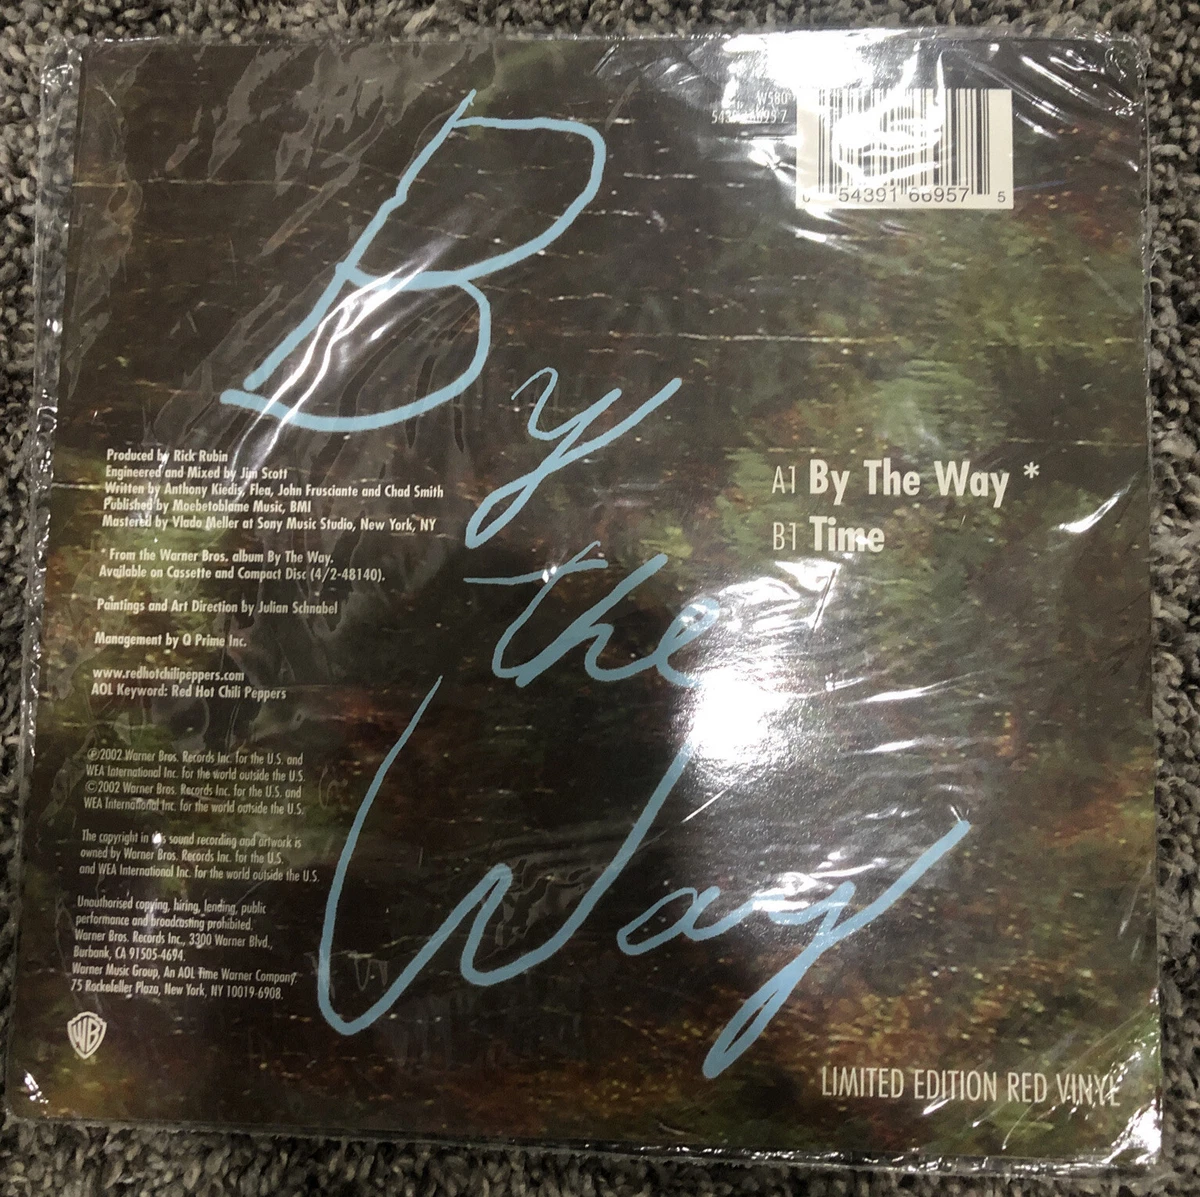 W580
0 54391 66957 5
By
the
Way
A1 By The Way *
B1 Time
Produced by Rick Rubin
Engineered and Mixed by Jim Scott
Written by Anthony Kiedis, Flea, John Frusciante and Chad Smith
Published by Moebetoblame Music, BMI
Mastered by Vlado Meller at Sony Music Studio, New York, NY
* From the Warner Bros. album By The Way.
Available on Cassette and Compact Disc (4/2-48140).
Paintings and Art Direction by Julian Schnabel
Management by Q Prime Inc.
www.redhotchilipeppers.com
AOL Keyword: Red Hot Chili Peppers
℗2002 Warner Bros. Records Inc. for the U.S. and
WEA International Inc. for the world outside the U.S.
©2002 Warner Bros. Records Inc. for the U.S. and
WEA International Inc. for the world outside the U.S.
The copyright in this sound recording and artwork is
owned by Warner Bros. Records Inc. for the U.S.
and WEA International Inc. for the world outside the U.S.
Unauthorised copying, hiring, lending, public
performance and broadcasting prohibited.
Warner Bros. Records Inc., 3300 Warner Blvd.,
Burbank, CA 91505-4694.
Warner Music Group, An AOL Time Warner Company.
75 Rockefeller Plaza, New York, NY 10019-6908.
WB
LIMITED EDITION RED VINYL